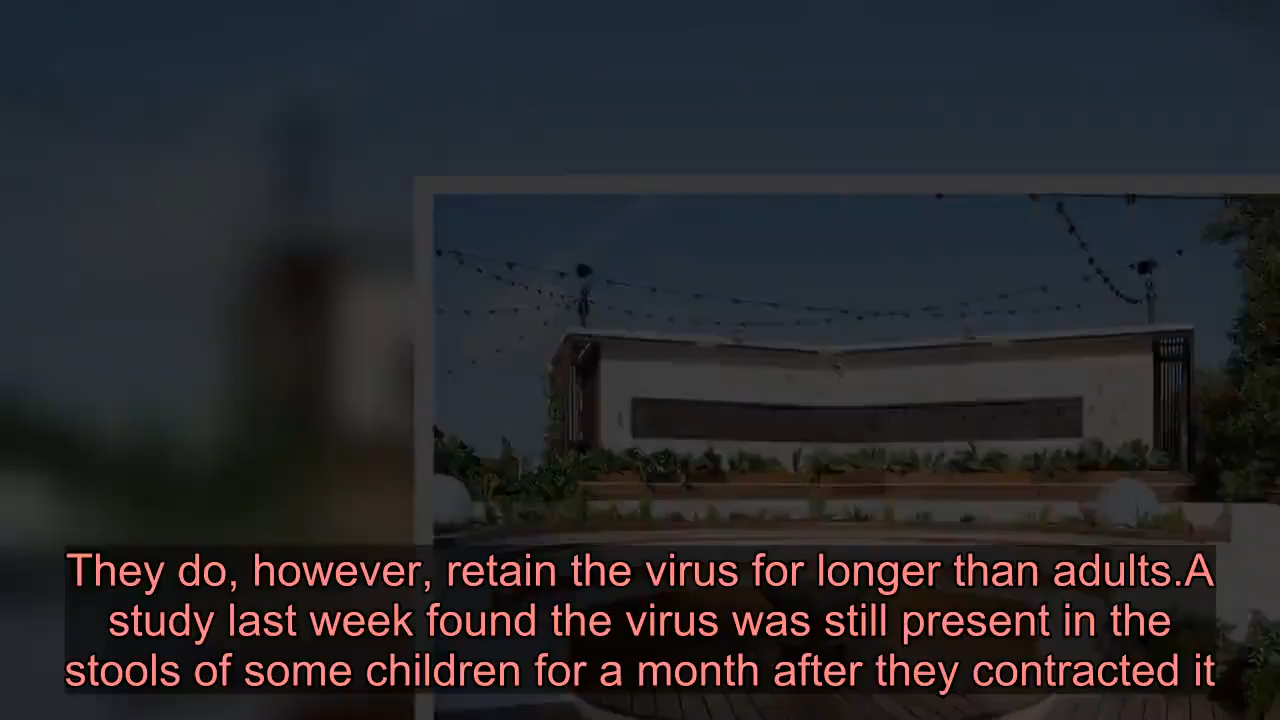 They do, however, retain the virus for longer than adults.A
study last week found the virus was still present in the
stools of some children for a month after they contracted it